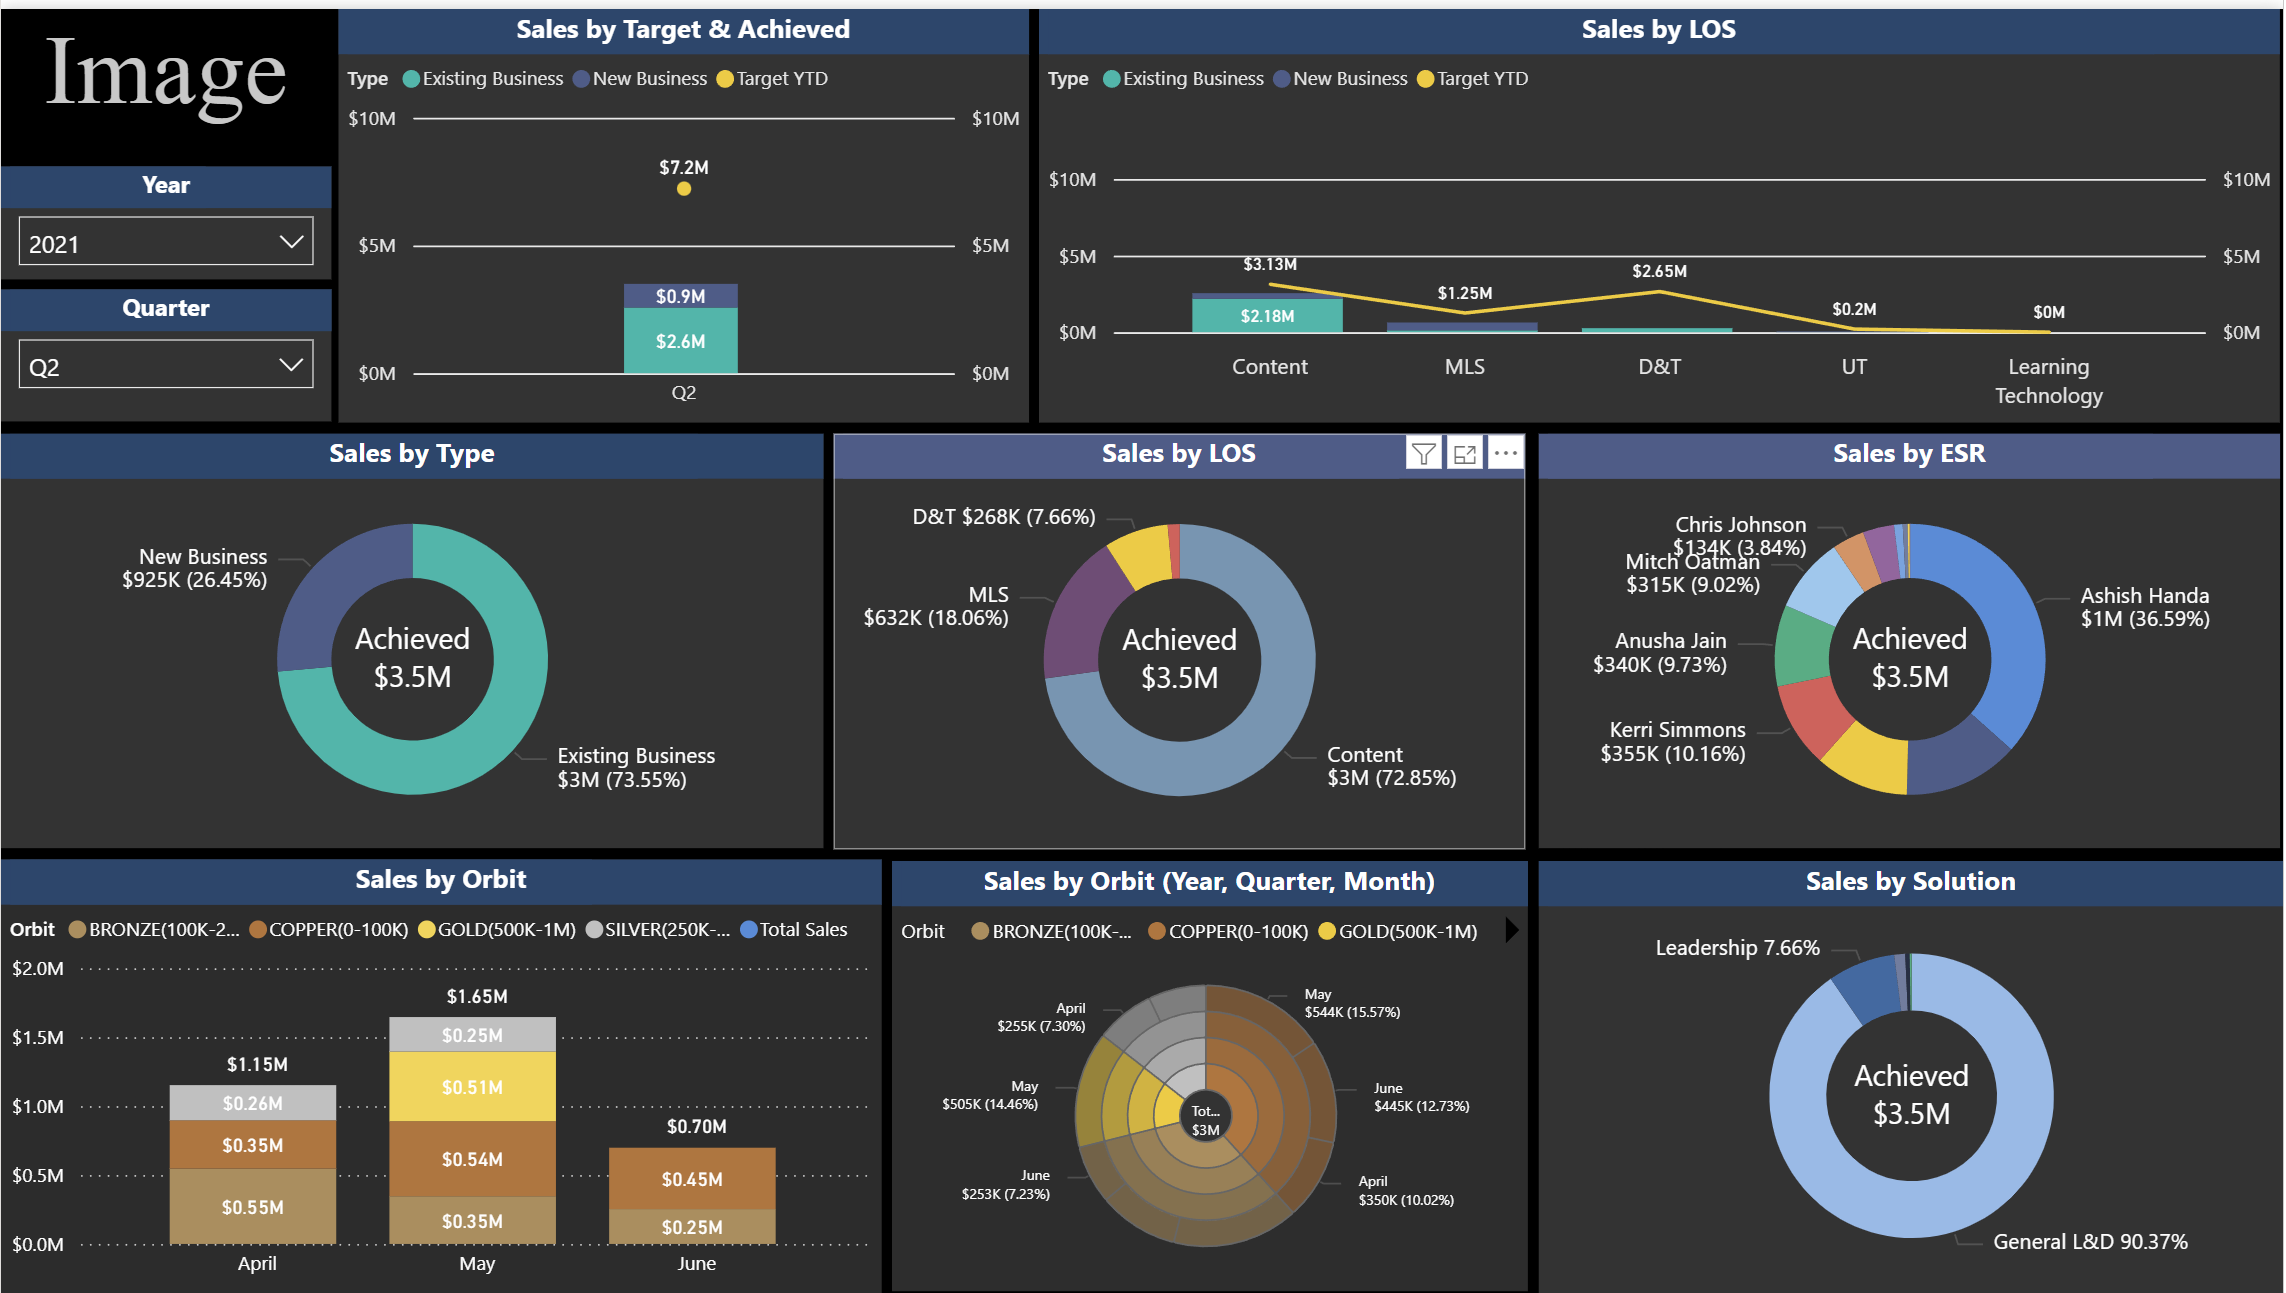 Image
Year
2021
Quarter
Q2
Sales by Target & Achieved
Type Existing Business New Business Target YTD
$10M $10M
$7.2M
$5M $5M
$0.9M
$2.6M
$0M $0M
Q2
Sales by LOS
Type Existing Business New Business Target YTD
$10M $10M
$5M $5M
$3.13M
$2.65M
$1.25M
$0.2M
$0M
$2.18M
$0M $0M
Content MLS D&T UT Learning
Technology
Sales by Type
New Business
$925K (26.45%)
Achieved
$3.5M
Existing Business
$3M (73.55%)
Sales by LOS
D&T $268K (7.66%)
MLS
$632K (18.06%)
Achieved
$3.5M
Content
$3M (72.85%)
Sales by ESR
Chris Johnson
$134K (3.84%)
Mitch Oatman
$315K (9.02%)
Ashish Handa
$1M (36.59%)
Anusha Jain
$340K (9.73%)
Achieved
$3.5M
Kerri Simmons
$355K (10.16%)
Sales by Orbit
Orbit BRONZE(100K-2... COPPER(0-100K) GOLD(500K-1M) SILVER(250K-... Total Sales
$2.0M
$1.65M
$1.5M
$0.25M
$1.15M
$0.51M
$1.0M
$0.26M
$0.70M
$0.35M
$0.54M
$0.5M
$0.45M
$0.55M
$0.35M
$0.25M
$0.0M
April May June
Sales by Orbit (Year, Quarter, Month)
Orbit BRONZE(100K-... COPPER(0-100K) GOLD(500K-1M)
April
$255K (7.30%)
May
$544K (15.57%)
May
$505K (14.46%)
June
$445K (12.73%)
Tot...
$3M
June
$253K (7.23%)
April
$350K (10.02%)
Sales by Solution
Leadership 7.66%
Achieved
$3.5M
General L&D 90.37%